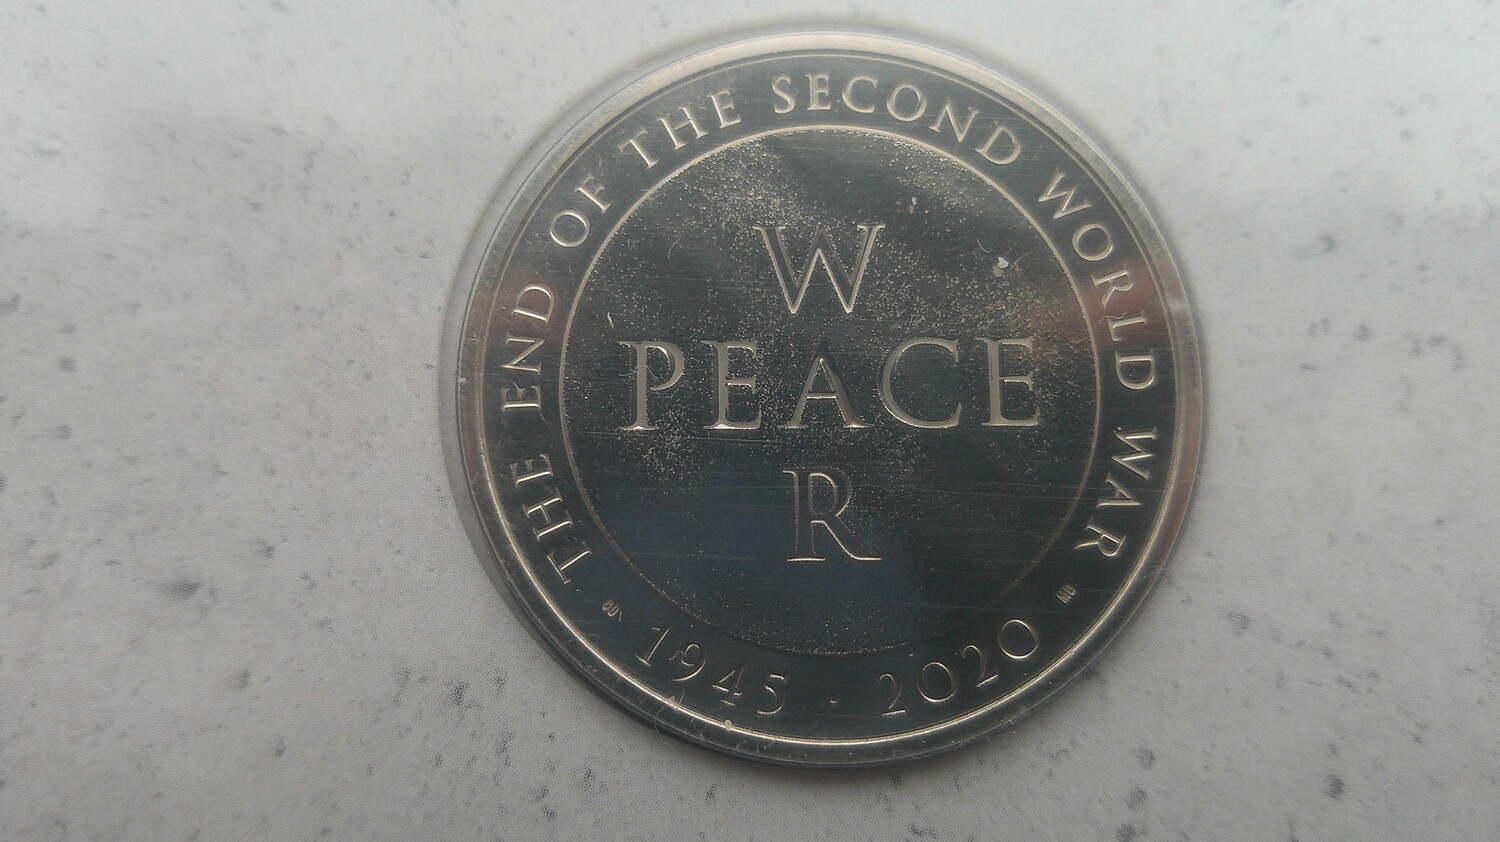 THE END OF THE SECOND WORLD WAR
W
PEACE
R
1945 · 2020